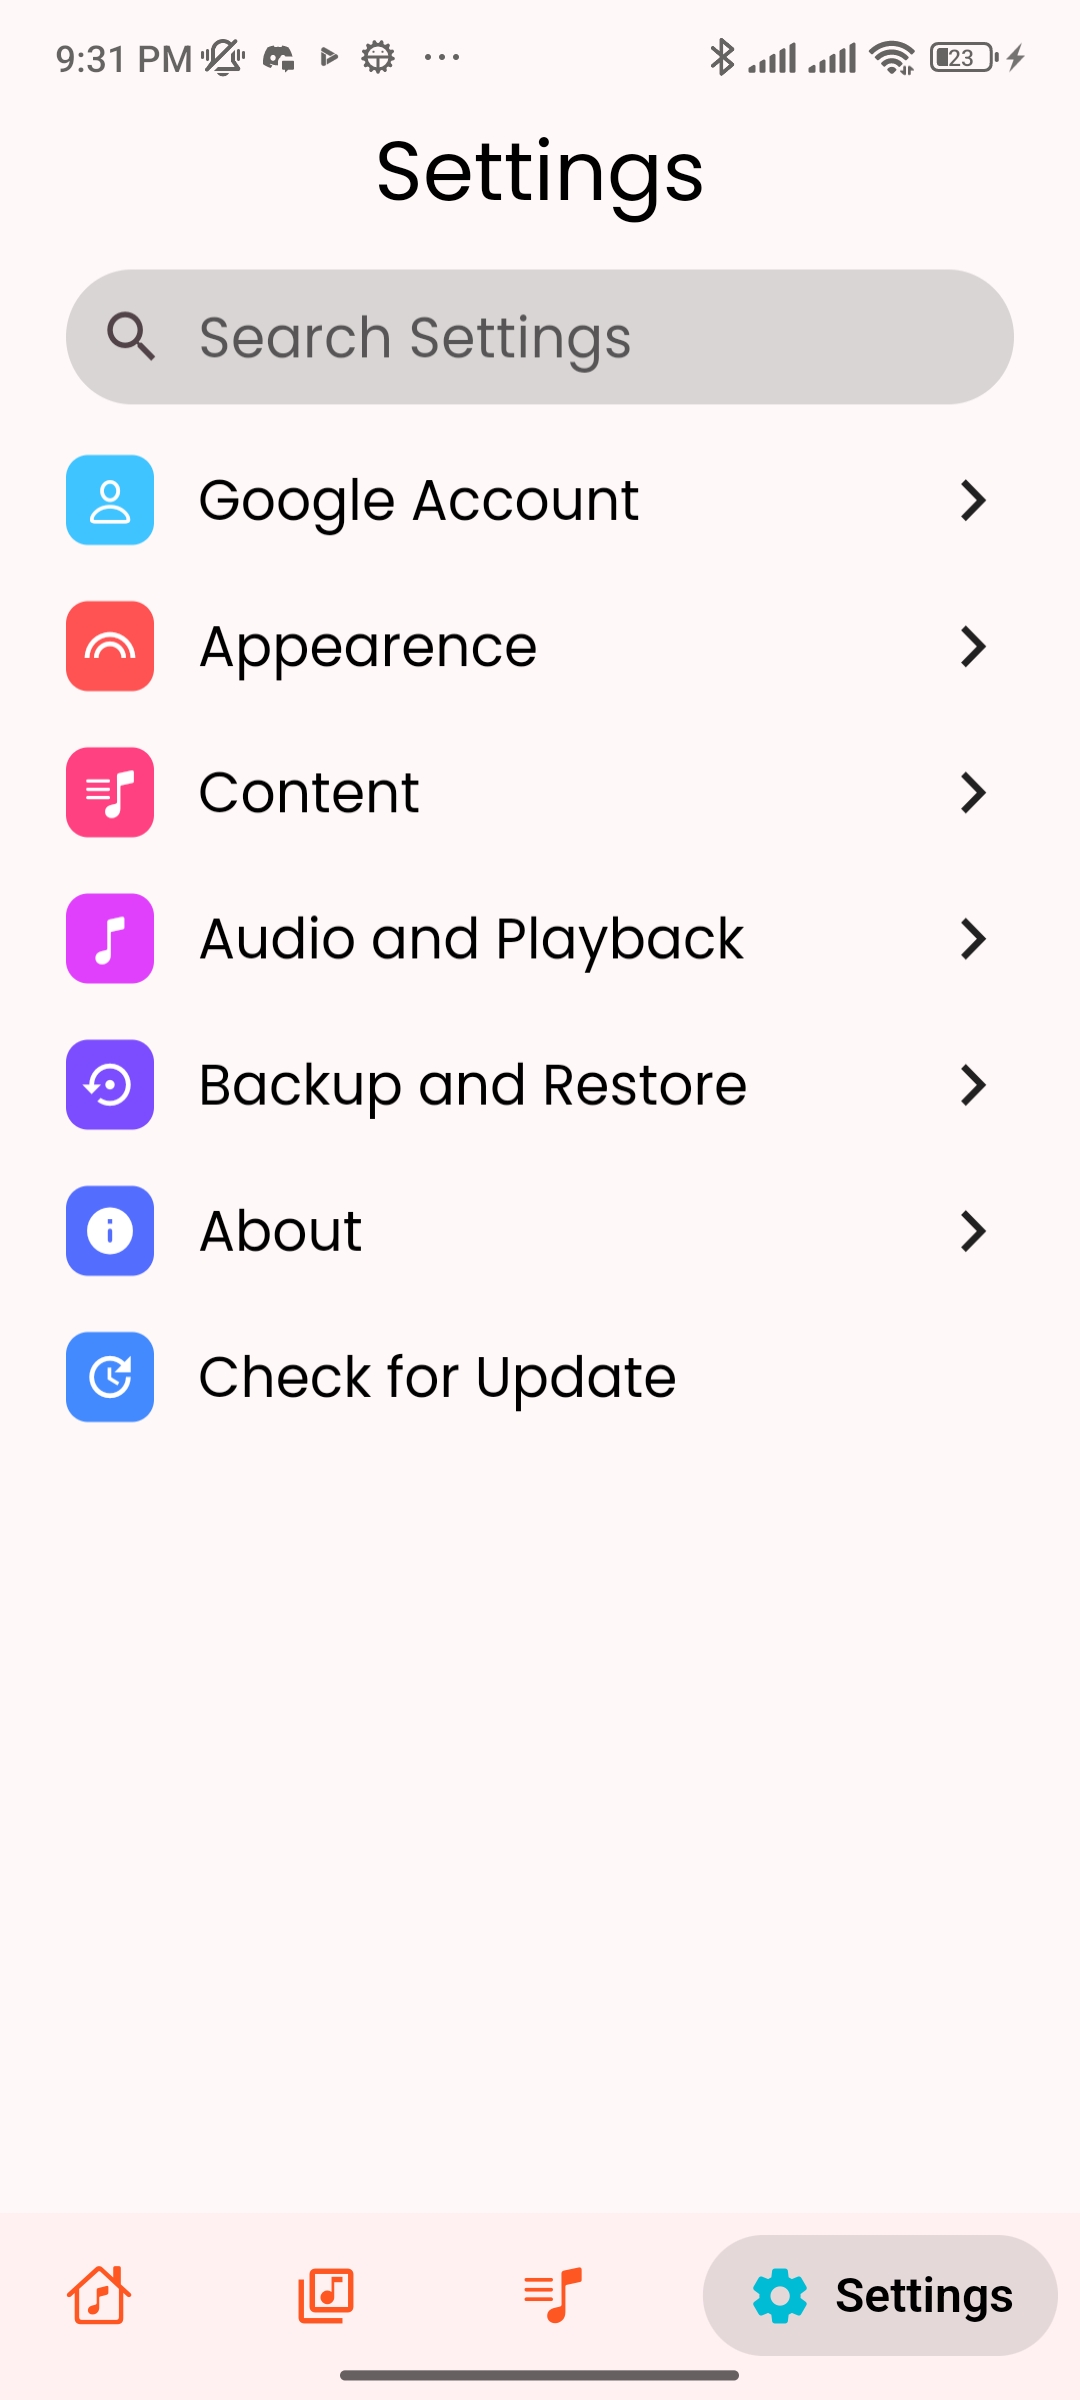 9:31 PM
23
Settings
Search Settings
Google Account
Appearence
Content
Audio and Playback
Backup and Restore
About
Check for Update
Settings